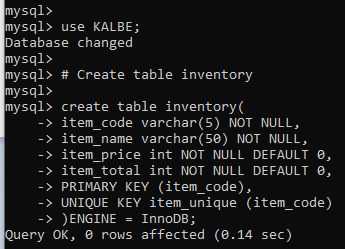 mysql>
mysql> use KALBE;
Database changed
mysql>
mysql> # Create table inventory
mysql>
mysql> create table inventory(
    -> item_code varchar(5) NOT NULL,
    -> item_name varchar(50) NOT NULL,
    -> item_price int NOT NULL DEFAULT 0,
    -> item_total int NOT NULL DEFAULT 0,
    -> PRIMARY KEY (item_code),
    -> UNIQUE KEY item_unique (item_code)
    -> )ENGINE = InnoDB;
Query OK, 0 rows affected (0.14 sec)